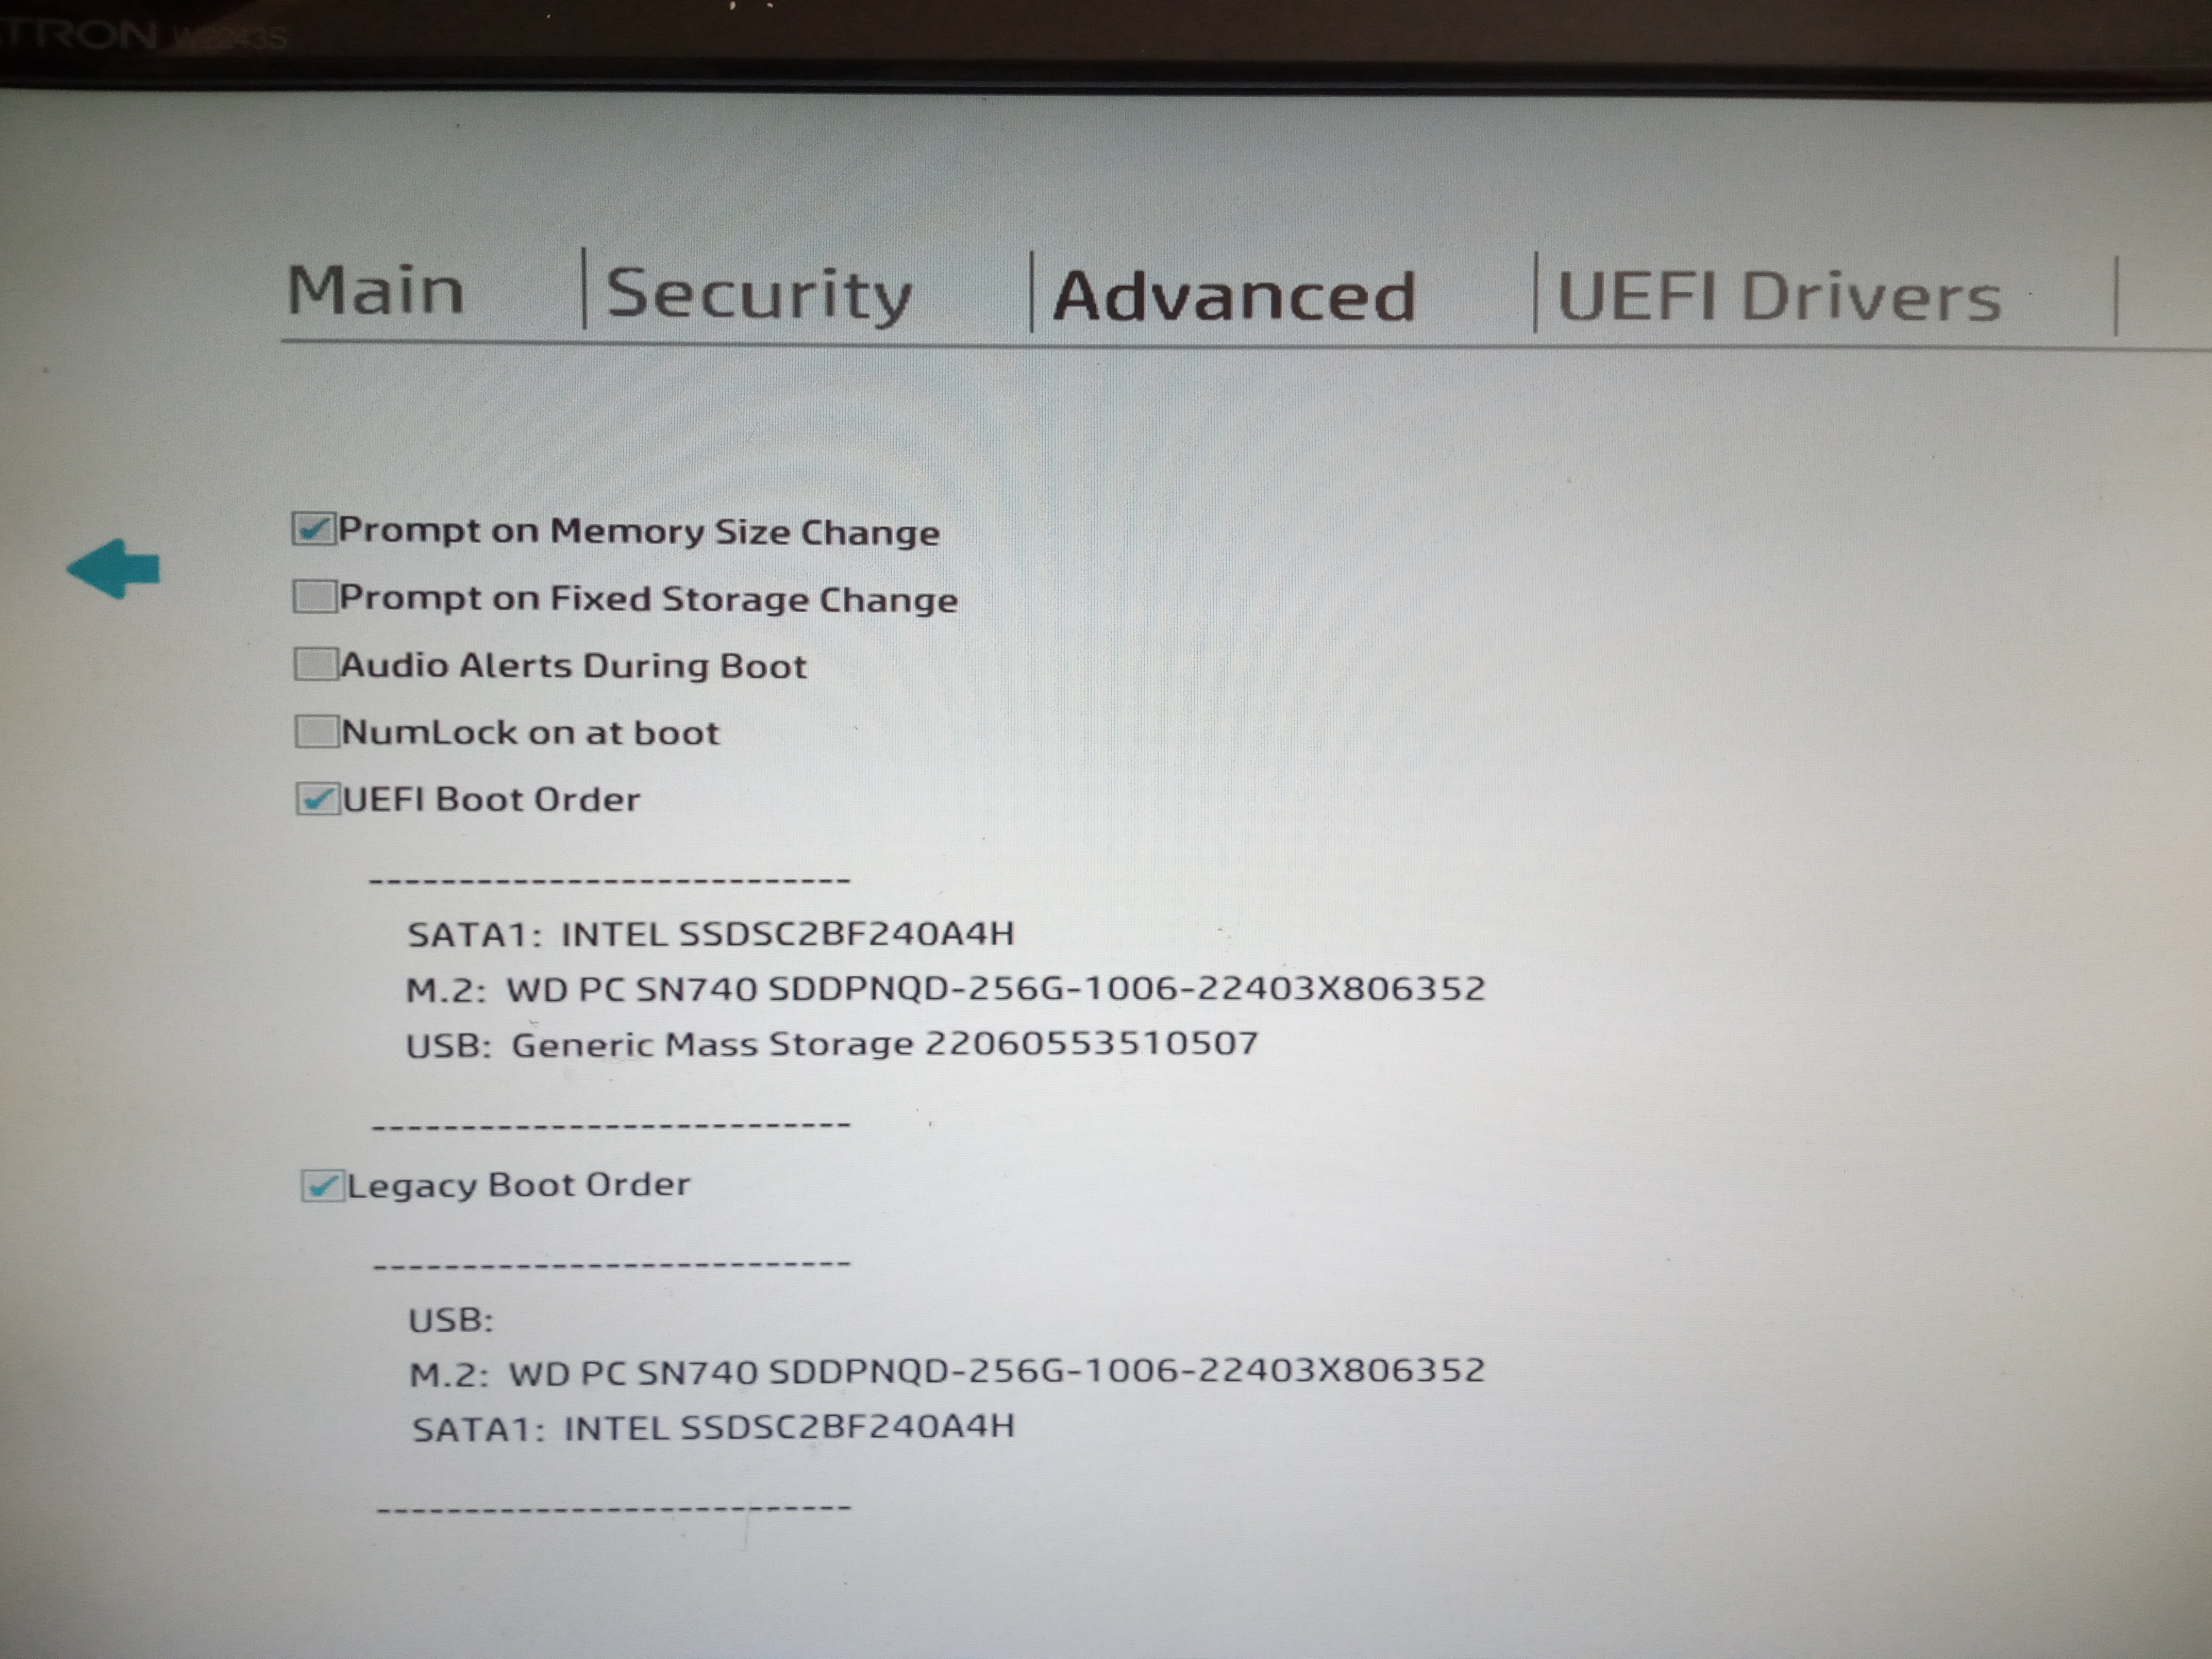 TRON W2243S
Main | Security | Advanced | UEFI Drivers |
Prompt on Memory Size Change
Prompt on Fixed Storage Change
Audio Alerts During Boot
NumLock on at boot
UEFI Boot Order
---------------------------
SATA1: INTEL SSDSC2BF240A4H
M.2: WD PC SN740 SDDPNQD-256G-1006-22403X806352
USB: Generic Mass Storage 22060553510507
---------------------------
Legacy Boot Order
---------------------------
USB:
M.2: WD PC SN740 SDDPNQD-256G-1006-22403X806352
SATA1: INTEL SSDSC2BF240A4H
---------------------------